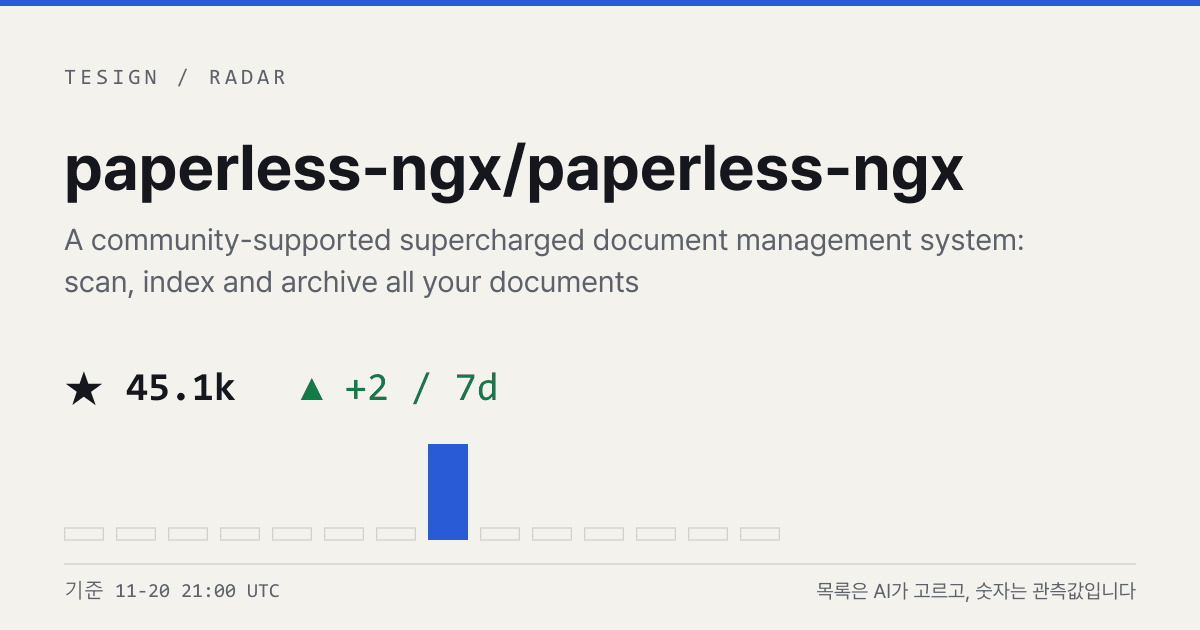 TESIGN / RADAR
paperless-ngx/paperless-ngx
A community-supported supercharged document management system:
scan, index and archive all your documents
★ 45.1k ▲ +2 / 7d
기준 11-20 21:00 UTC
목록은 AI가 고르고, 숫자는 관측값입니다